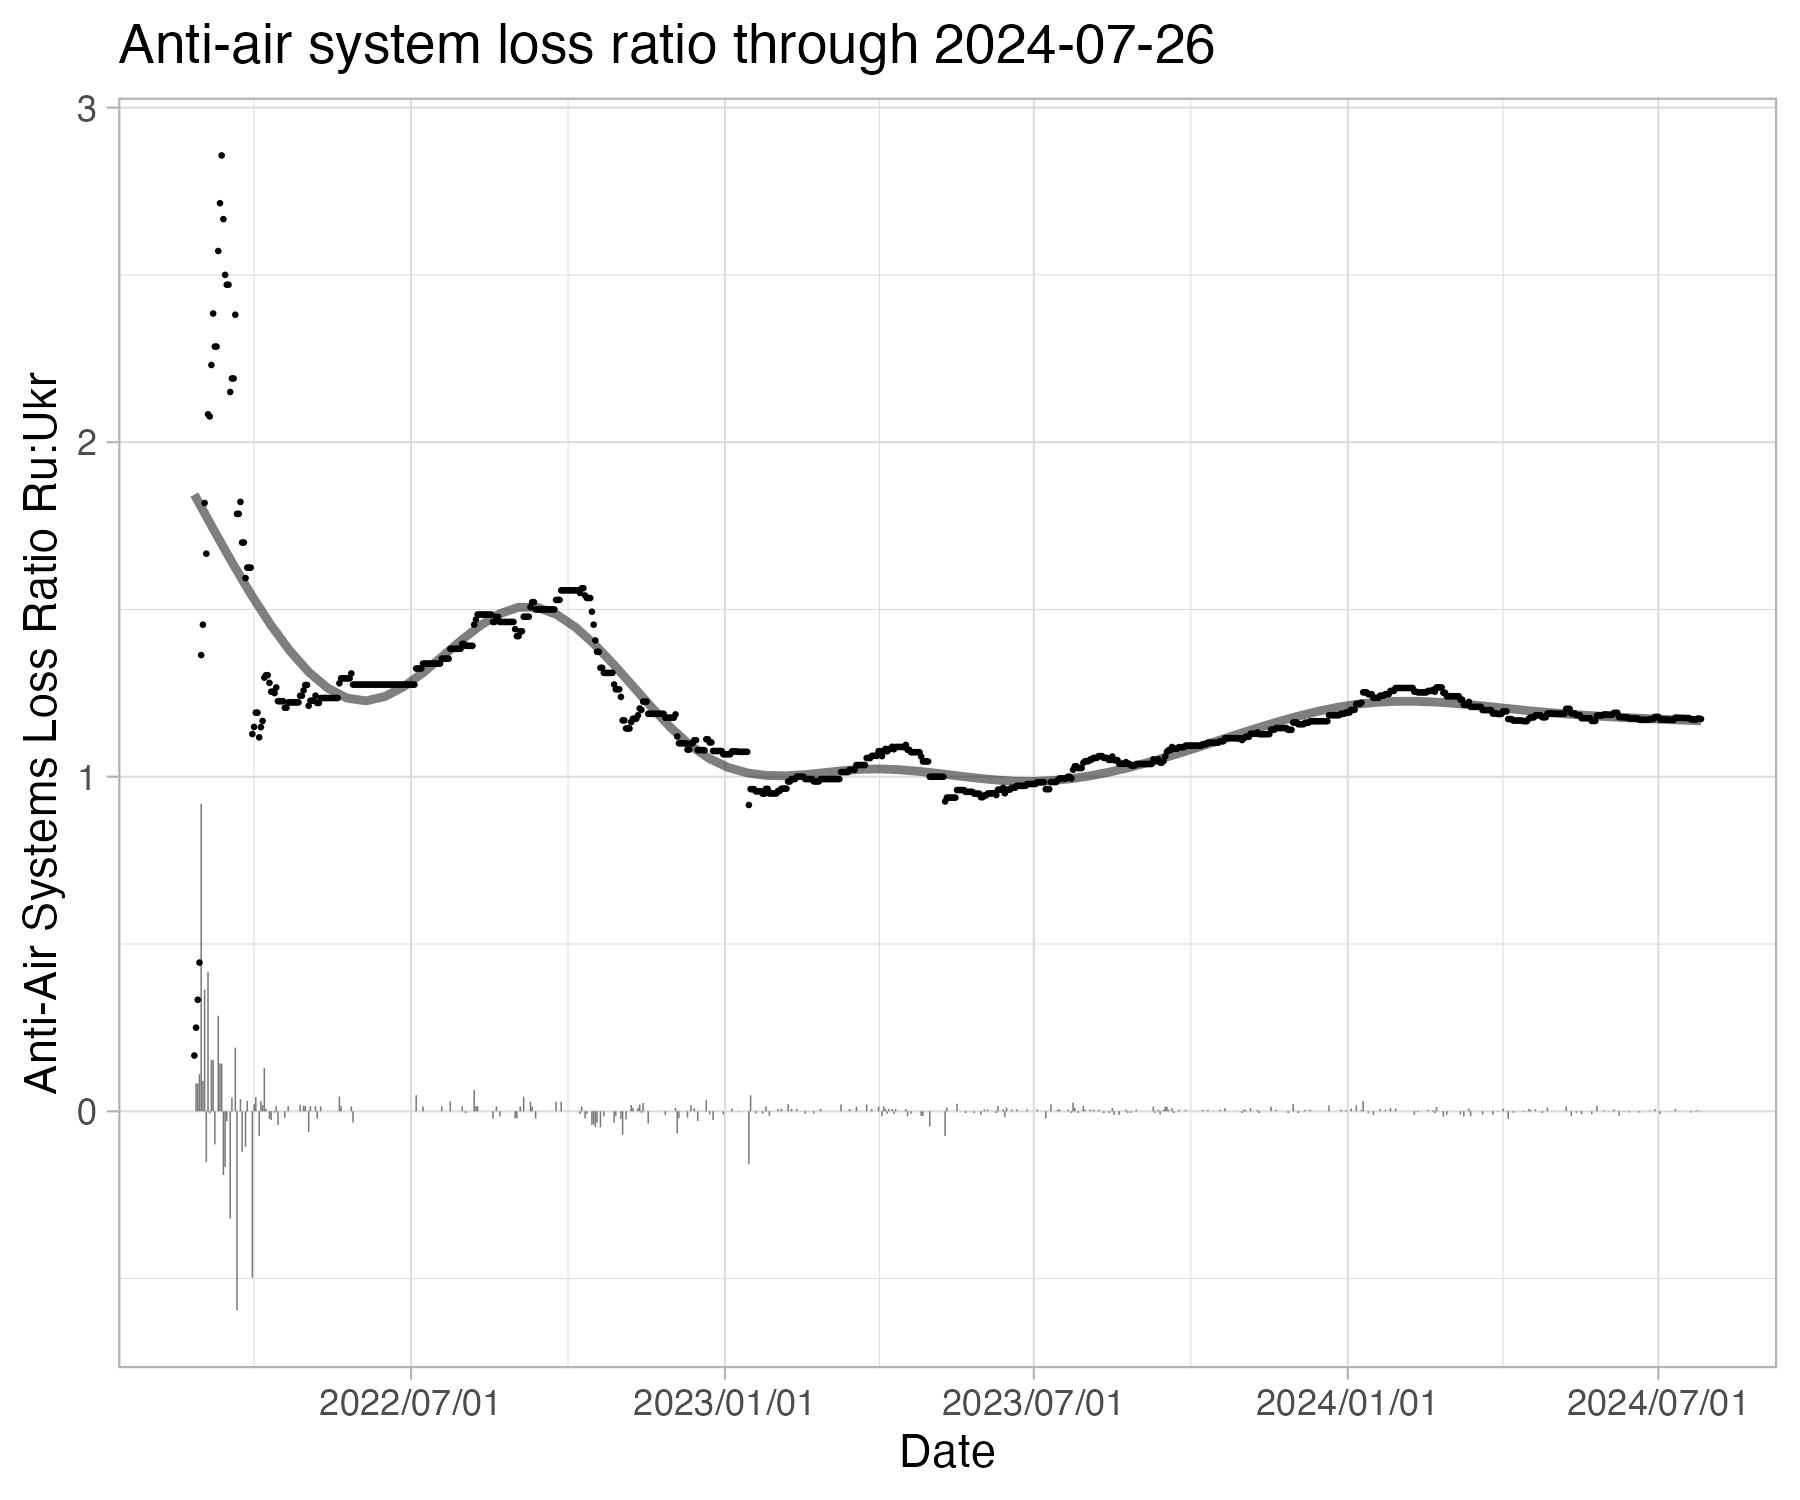 Anti-air system loss ratio through 2024-07-26
Anti-Air Systems Loss Ratio Ru:Ukr
3
2
1
0
2022/07/01 2023/01/01 2023/07/01 2024/01/01 2024/07/01
Date